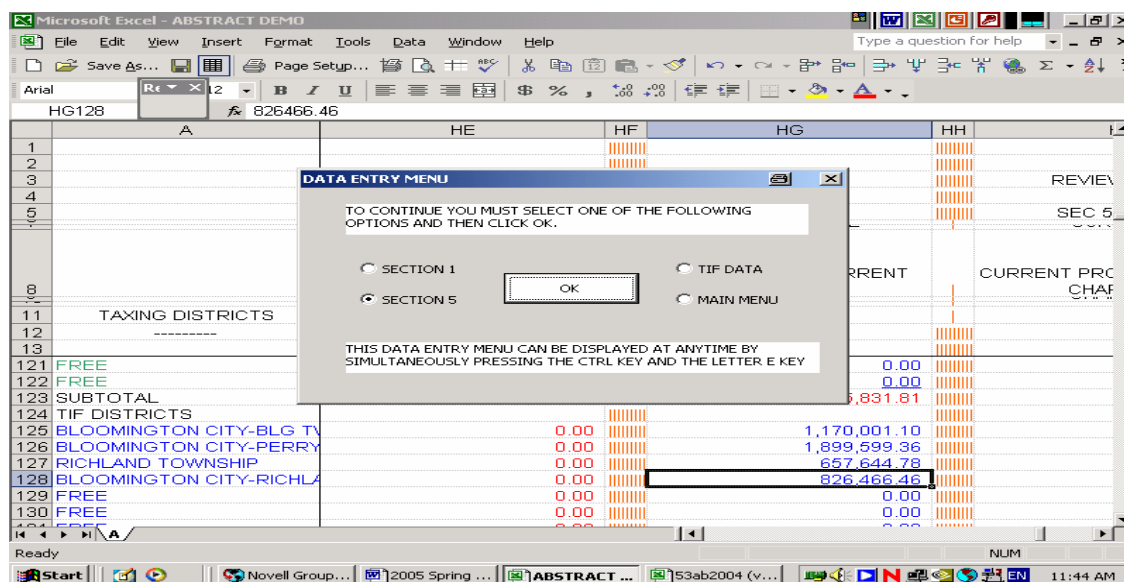 Microsoft Excel - ABSTRACT DEMO
File Edit View Insert Format Tools Data Window Help Type a question for help
Save As... Page Setup...
Arial 12 B I U $ % ,
HG128 fx 826466.46
A HE HF HG HH
1
2
3 REVIEW
4
5 SEC 5
8 CURRENT PRO
11 TAXING DISTRICTS
12 ---------
13
121 FREE 0.00
122 FREE 0.00
123 SUBTOTAL ,831.81
124 TIF DISTRICTS
125 BLOOMINGTON CITY-BLG TV 0.00 1,170,001.10
126 BLOOMINGTON CITY-PERRY 0.00 1,899,599.36
127 RICHLAND TOWNSHIP 0.00 657,644.78
128 BLOOMINGTON CITY-RICHLA 0.00 826,466.46
129 FREE 0.00 0.00
130 FREE 0.00 0.00
DATA ENTRY MENU
TO CONTINUE YOU MUST SELECT ONE OF THE FOLLOWING
OPTIONS AND THEN CLICK OK.
SECTION 1
SECTION 5
OK
TIF DATA
MAIN MENU
THIS DATA ENTRY MENU CAN BE DISPLAYED AT ANYTIME BY
SIMULTANEOUSLY PRESSING THE CTRL KEY AND THE LETTER E KEY
A
Ready NUM
Start Novell Group... 2005 Spring ... ABSTRACT ... 53ab2004 (v... EN 11:44 AM